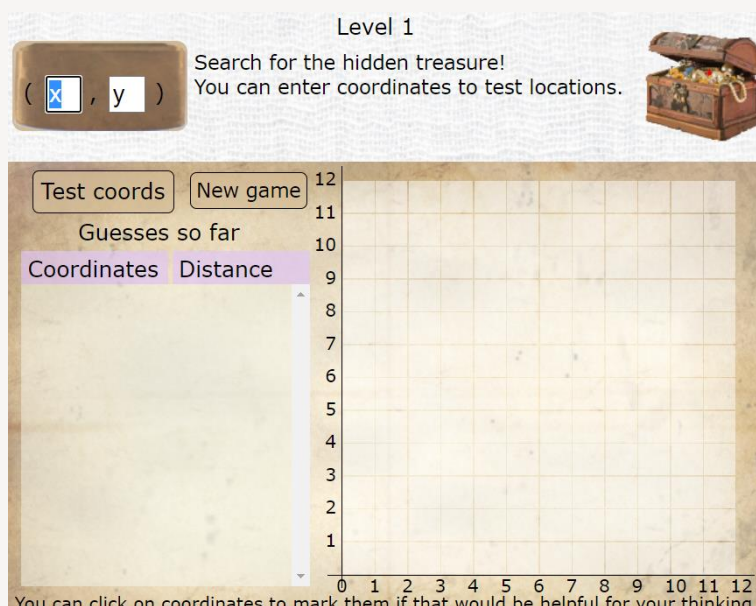 Level 1
Search for the hidden treasure!
You can enter coordinates to test locations.
( x , y )
Test coords
New game
Guesses so far
Coordinates Distance
12
11
10
9
8
7
6
5
4
3
2
1
0 1 2 3 4 5 6 7 8 9 10 11 12
You can click on coordinates to mark them if that would be helpful for your thinking